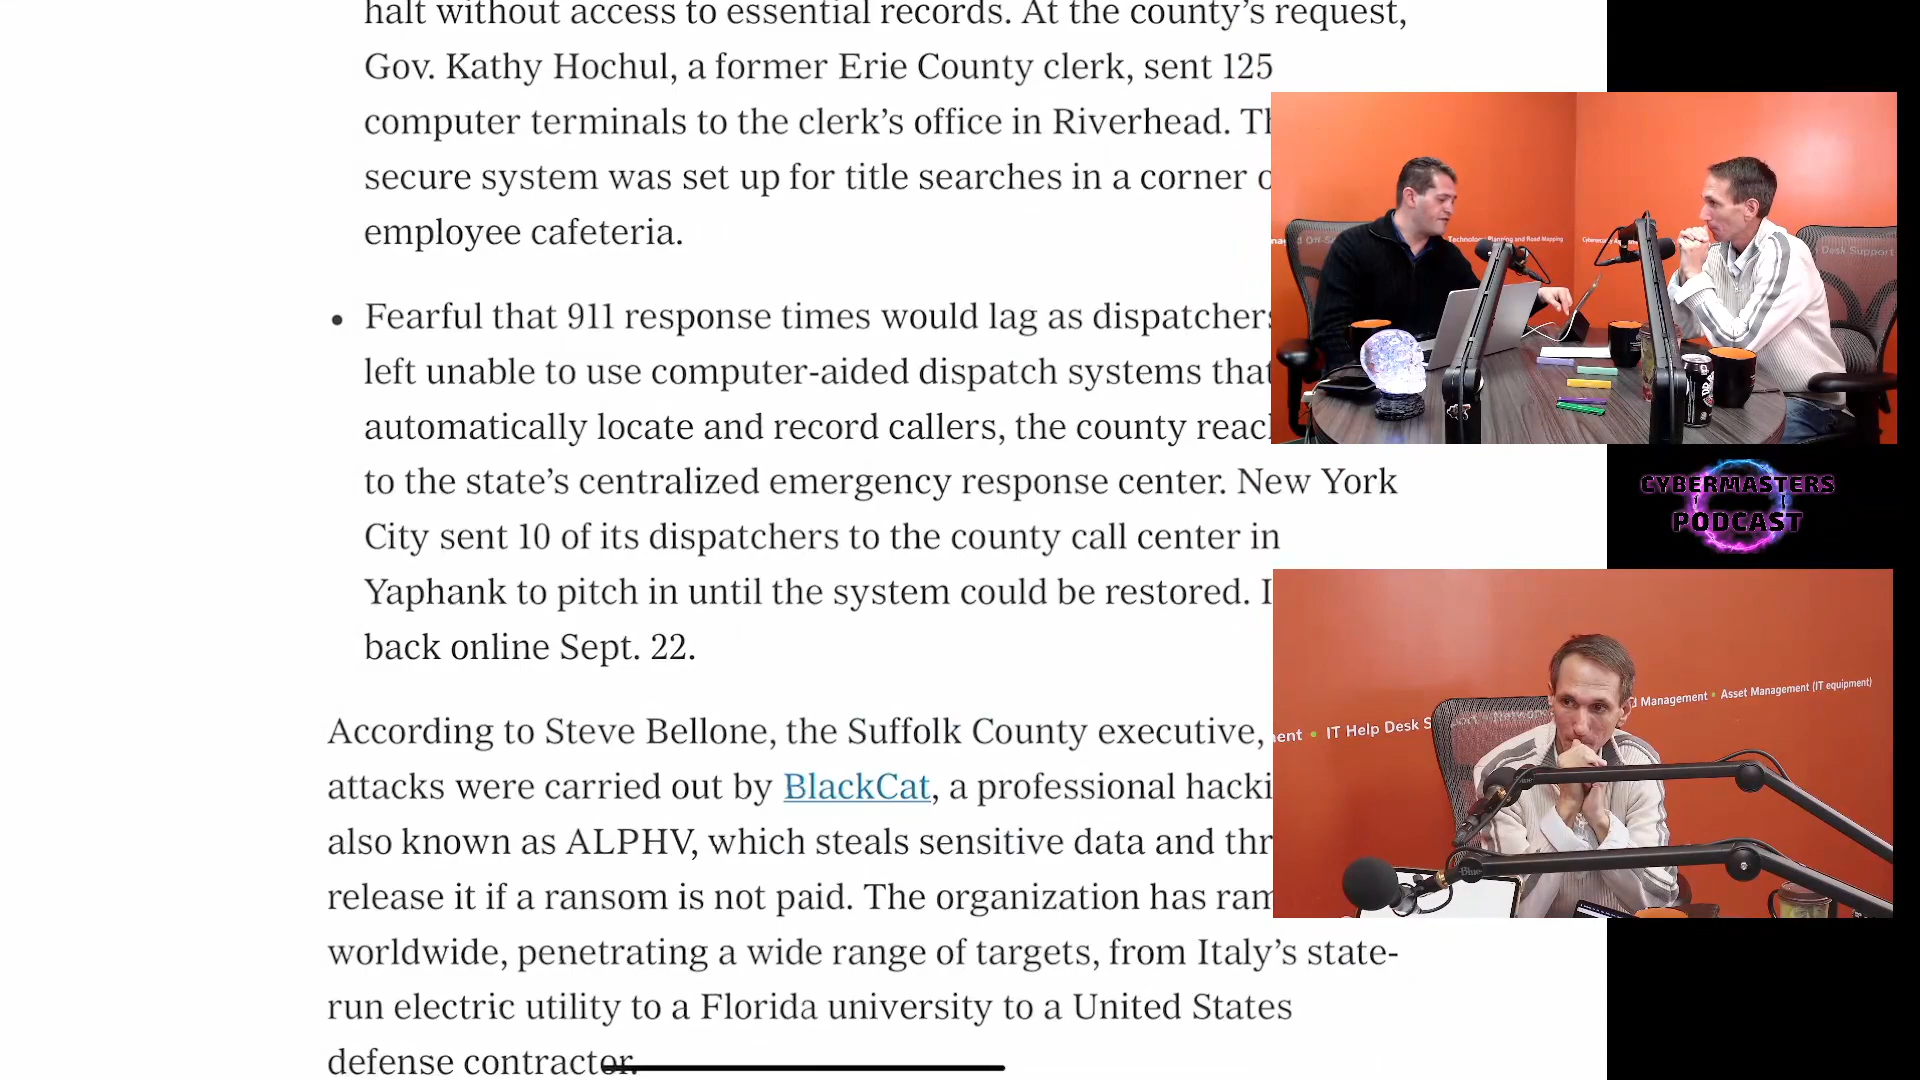 halt without access to essential records. At the county’s request,
Gov. Kathy Hochul, a former Erie County clerk, sent 125
computer terminals to the clerk’s office in Riverhead.
secure system was set up for title searches in a corner
employee cafeteria.
• Fearful that 911 response times would lag as dispatchers
left unable to use computer-aided dispatch systems that
automatically locate and record callers, the county
to the state’s centralized emergency response center. New York
City sent 10 of its dispatchers to the county call center in
Yaphank to pitch in until the system could be restored.
back online Sept. 22.
According to Steve Bellone, the Suffolk County executive,
attacks were carried out by BlackCat, a professional
also known as ALPHV, which steals sensitive data and
release it if a ransom is not paid. The organization has
worldwide, penetrating a wide range of targets, from Italy’s state-
run electric utility to a Florida university to a United States
defense contractor.
Technology Planning and Road Mapping
Desk Support
CYBERMASTERS
PODCAST
• IT Help Desk
Management • Asset Management (IT equipment)
Blue